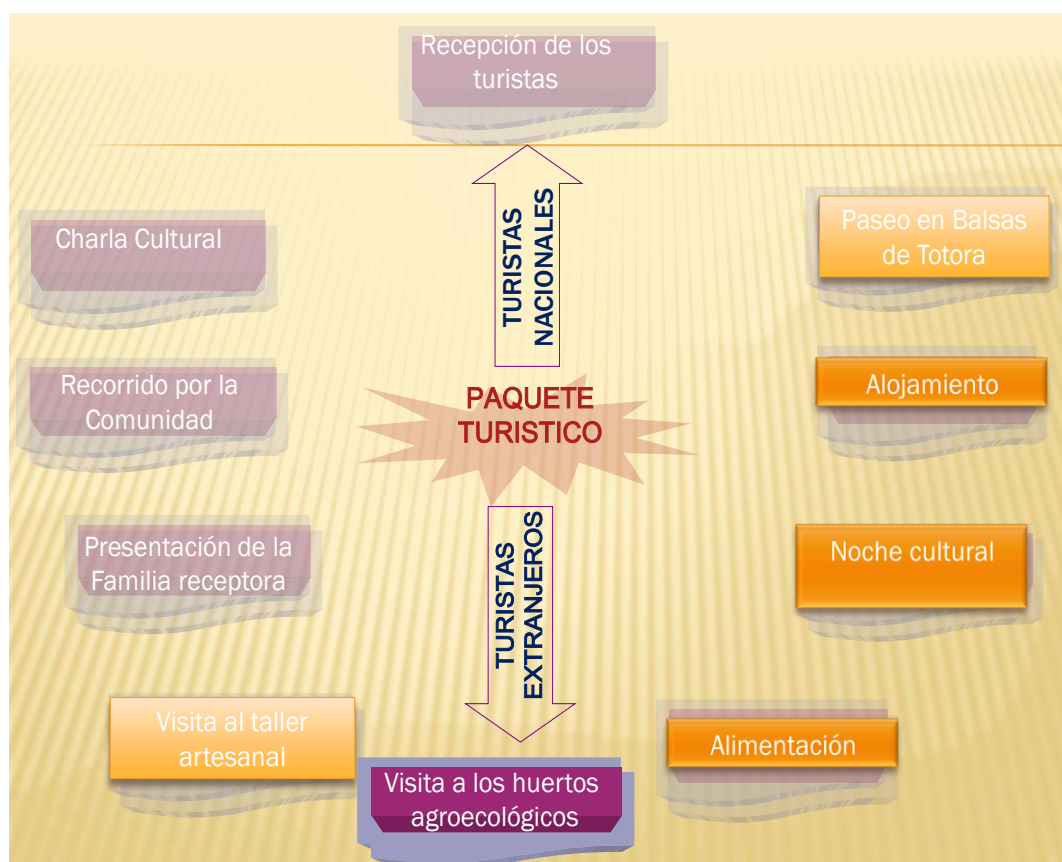 Recepción de los
turistas
TURISTAS
NACIONALES
Charla Cultural
Paseo en Balsas
de Totora
Recorrido por la
Comunidad
PAQUETE
TURISTICO
Alojamiento
Presentación de la
Familia receptora
TURISTAS
EXTRANJEROS
Noche cultural
Visita al taller
artesanal
Visita a los huertos
agroecológicos
Alimentación